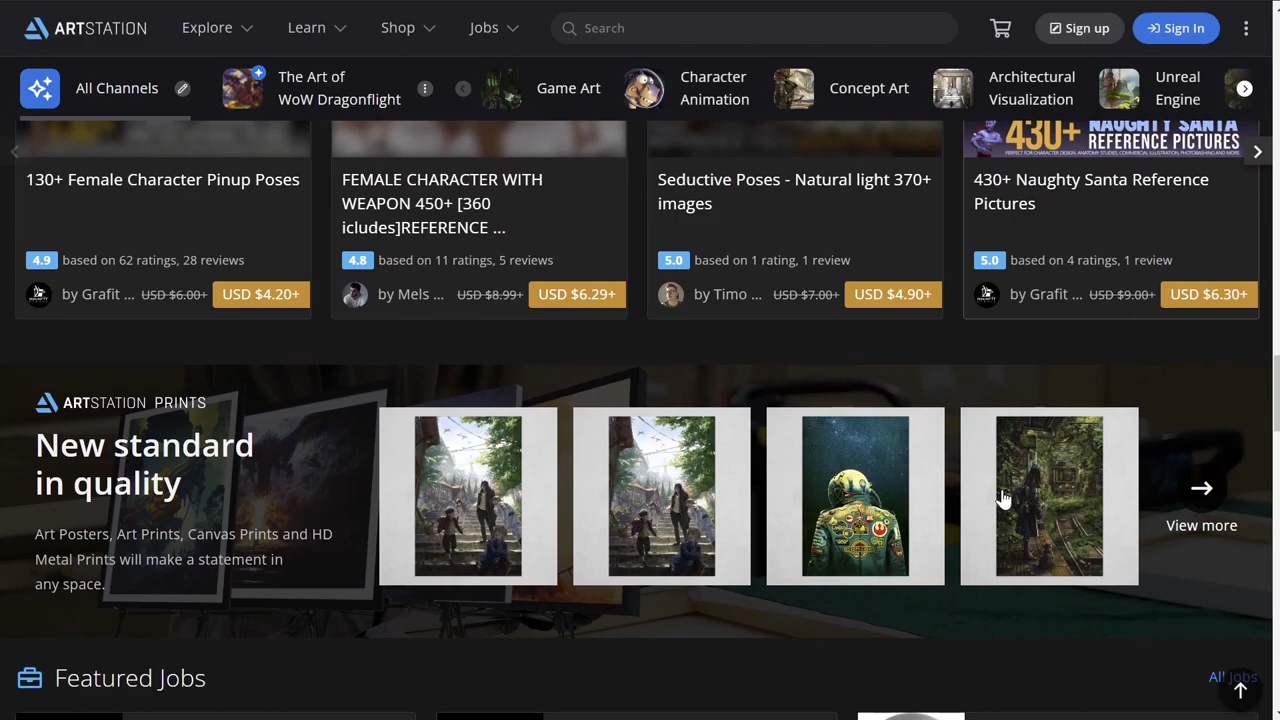 ARTSTATION
Explore
Learn
Shop
Jobs
Search
Sign up
Sign In
All Channels
The Art of
WoW Dragonflight
Game Art
Character
Animation
Concept Art
Architectural
Visualization
Unreal
Engine
430+ NAUGHTY SANTA
REFERENCE PICTURES
130+ Female Character Pinup Poses
4.9 based on 62 ratings, 28 reviews
by Grafit ... USD $6.00+ USD $4.20+
FEMALE CHARACTER WITH
WEAPON 450+ [360
icludes]REFERENCE ...
4.8 based on 11 ratings, 5 reviews
by Mels ... USD $8.99+ USD $6.29+
Seductive Poses - Natural light 370+
images
5.0 based on 1 rating, 1 review
by Timo ... USD $7.00+ USD $4.90+
430+ Naughty Santa Reference
Pictures
5.0 based on 4 ratings, 1 review
by Grafit ... USD $9.00+ USD $6.30+
ARTSTATION PRINTS
New standard
in quality
Art Posters, Art Prints, Canvas Prints and HD
Metal Prints will make a statement in
any space.
View more
Featured Jobs
All Jobs